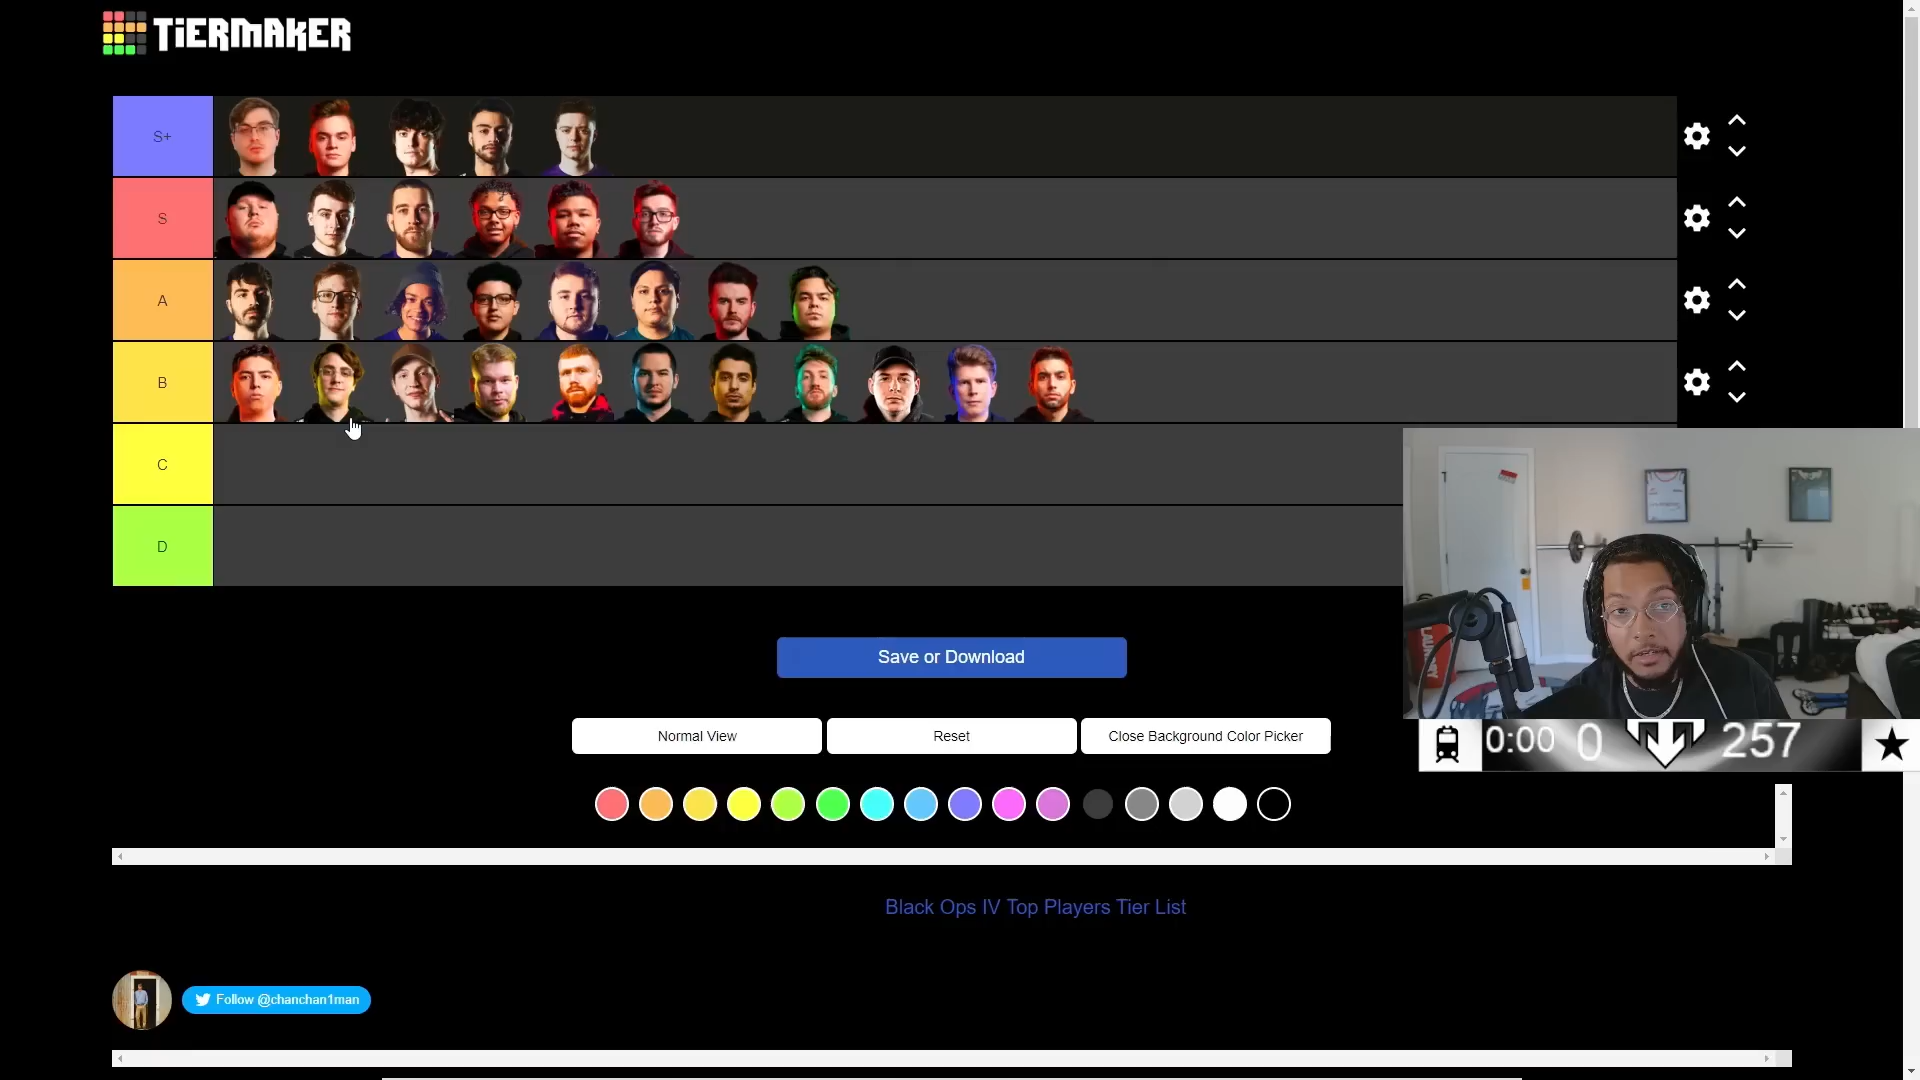 TiERMAKER
S+
S
A
B
C
D
Save or Download
Normal View
Reset
Close Background Color Picker
LAUNDRY
0:00 0 257
Black Ops IV Top Players Tier List
Follow @chanchan1man